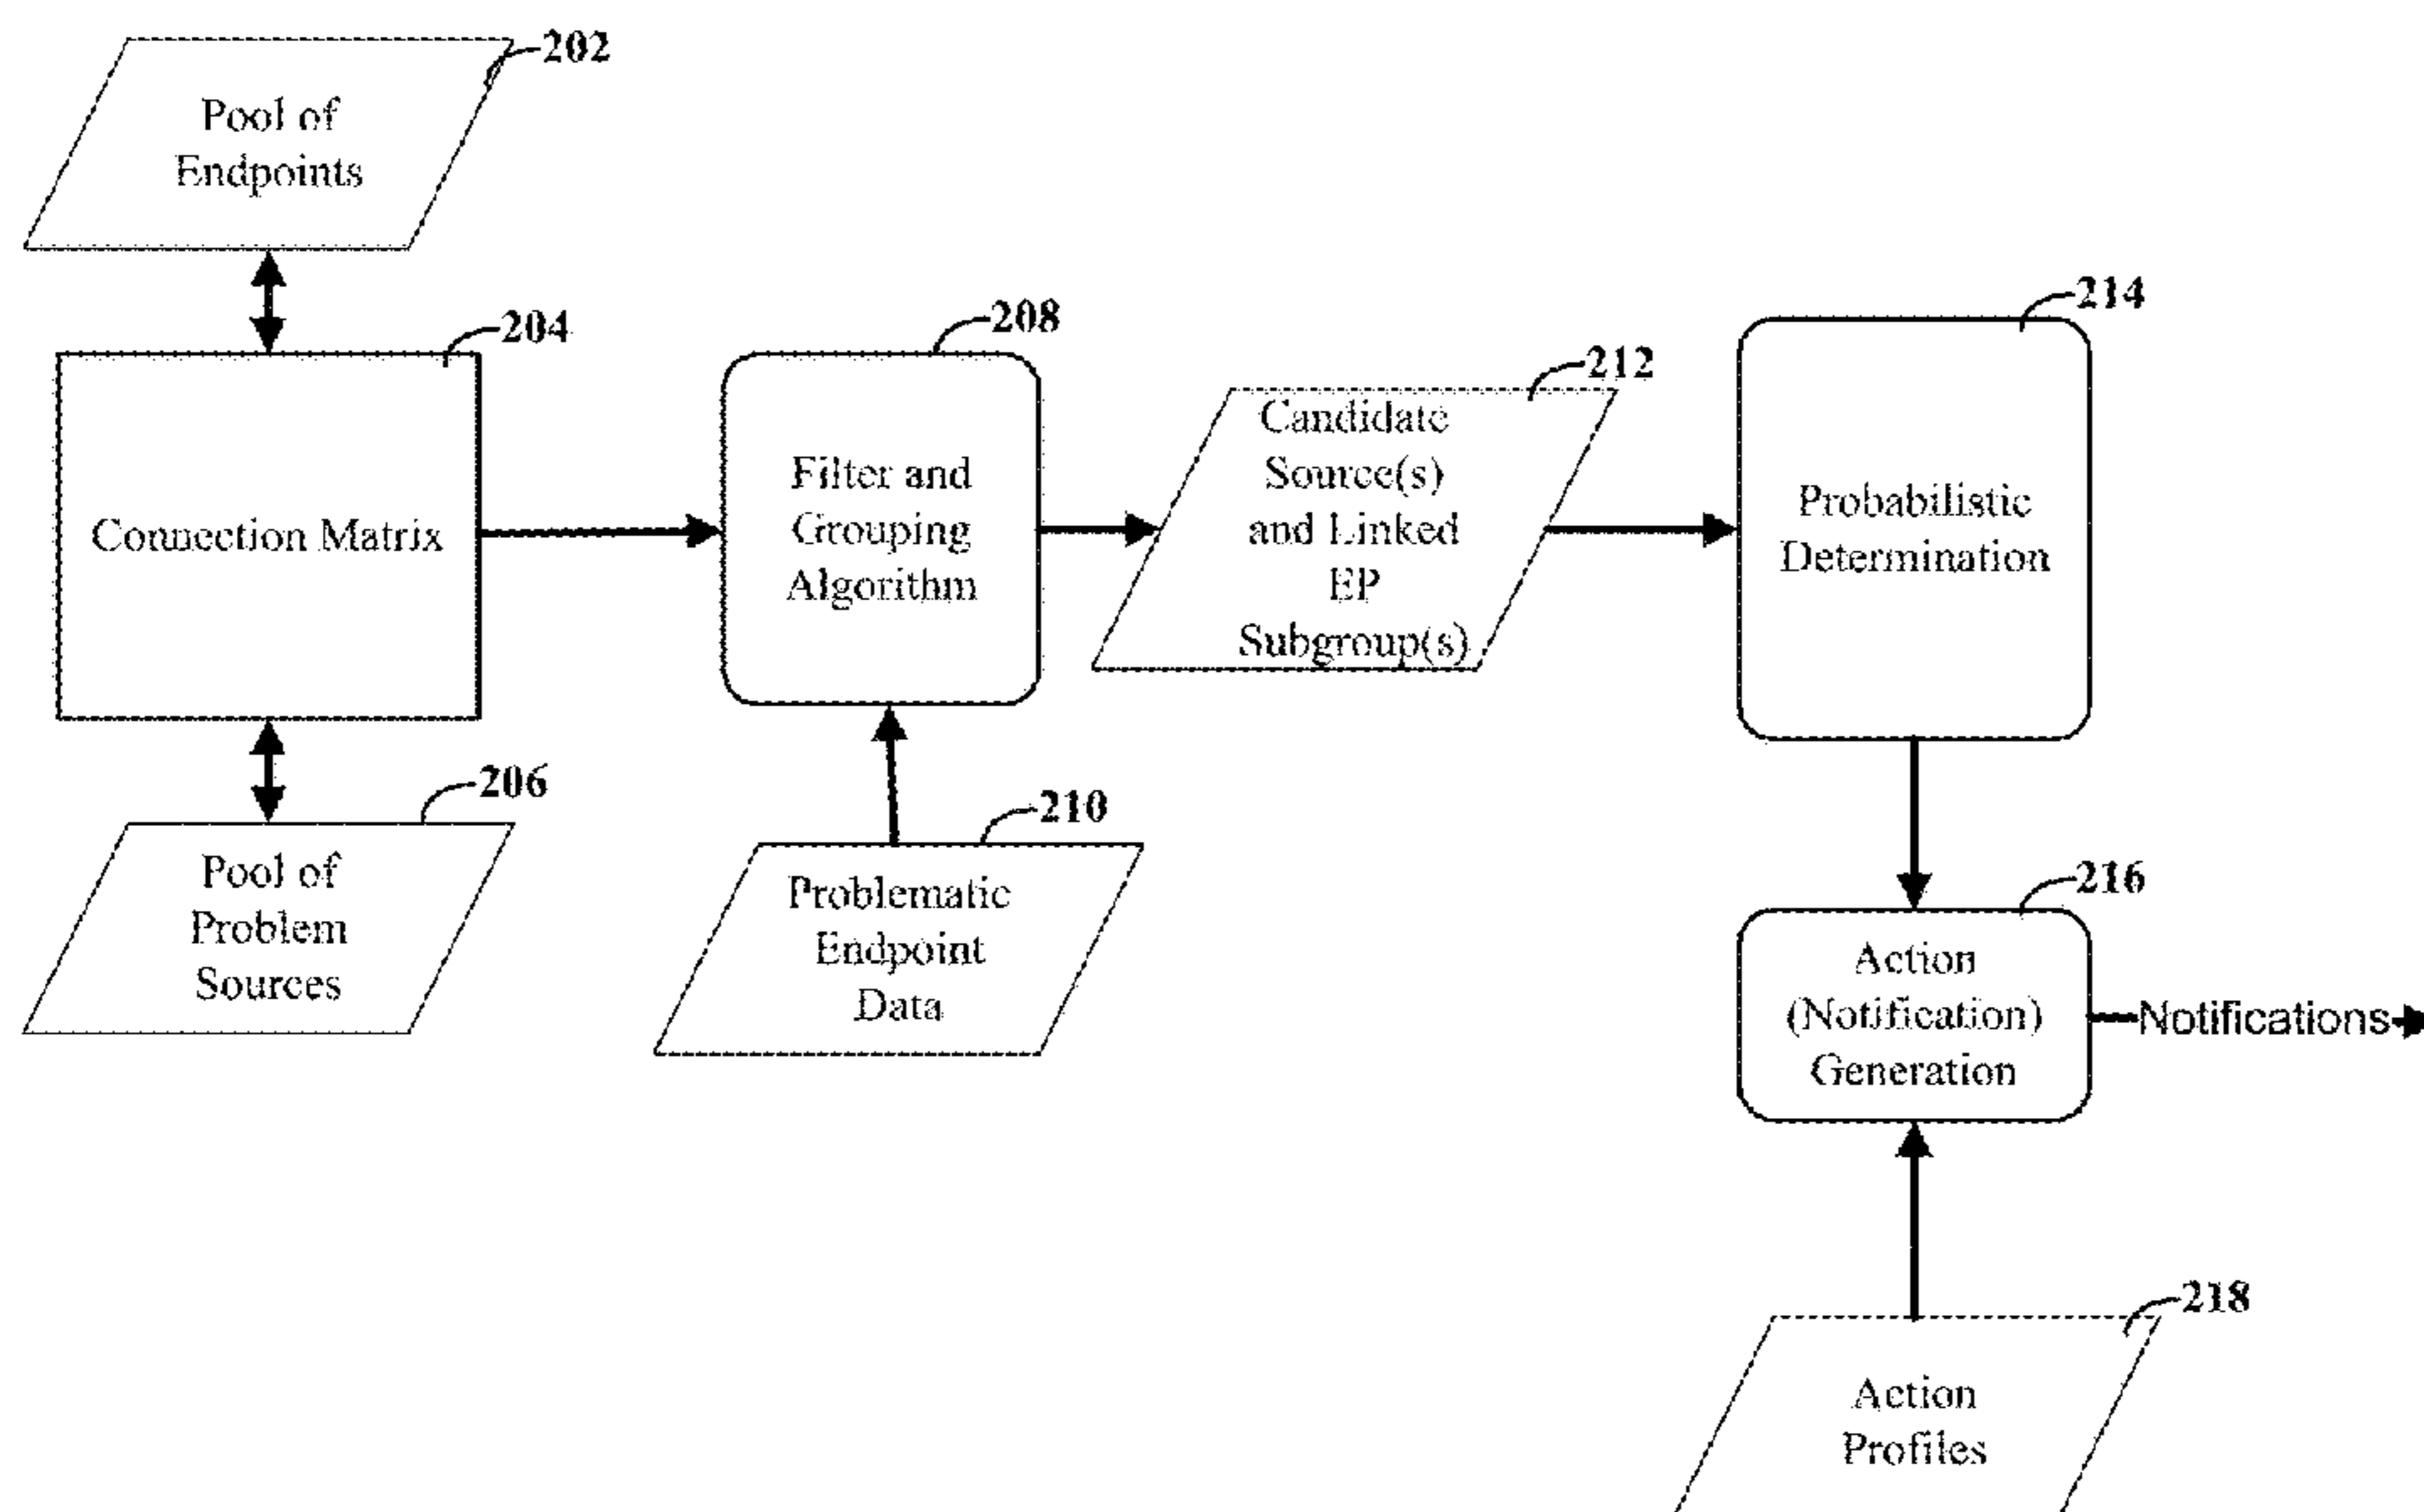 202
Pool of
Endpoints
204
Connection Matrix
206
Pool of
Problem
Sources
208
Filter and
Grouping
Algorithm
210
Problematic
Endpoint
Data
212
Candidate
Source(s)
and Linked
EP
Subgroup(s)
214
Probabilistic
Determination
216
Action
(Notification)
Generation
Notifications
218
Action
Profiles